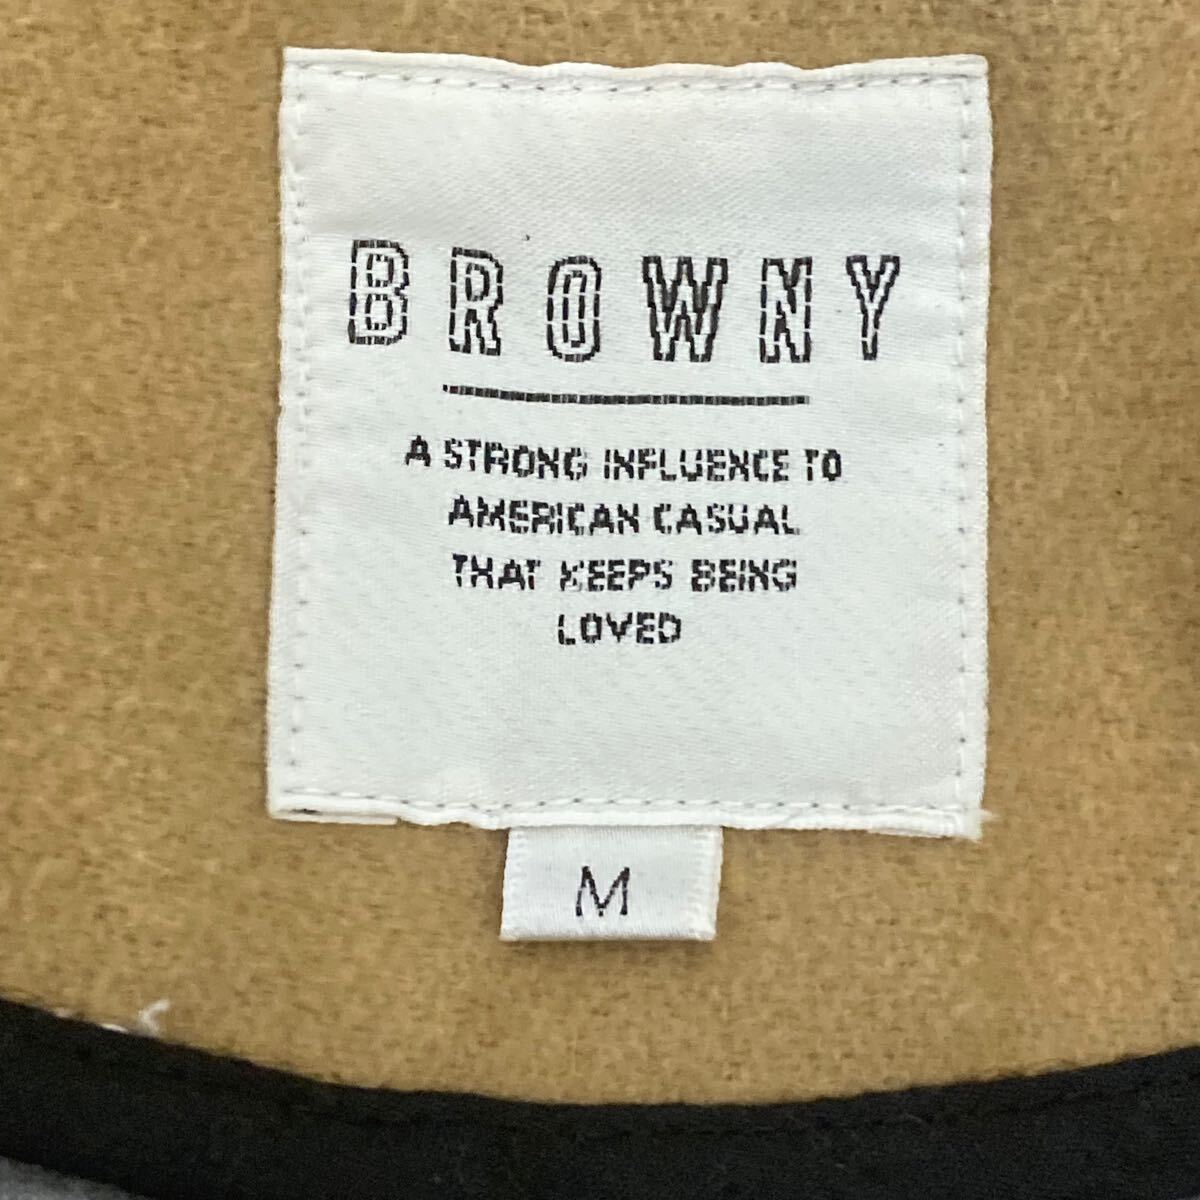 BROWNY
A STRONG INFLUENCE TO
AMERICAN CASUAL
THAT KEEPS BEING
LOVED
M